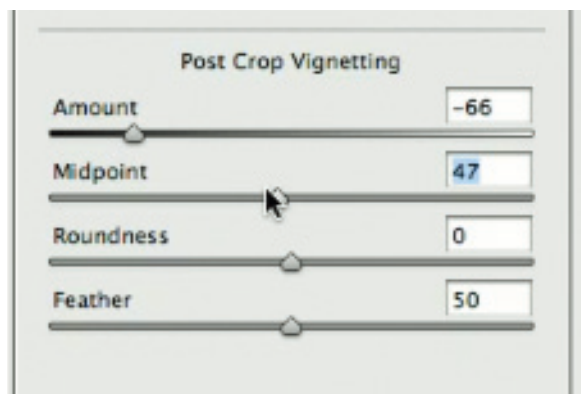 Post Crop Vignetting
Amount -66
Midpoint 47
Roundness 0
Feather 50